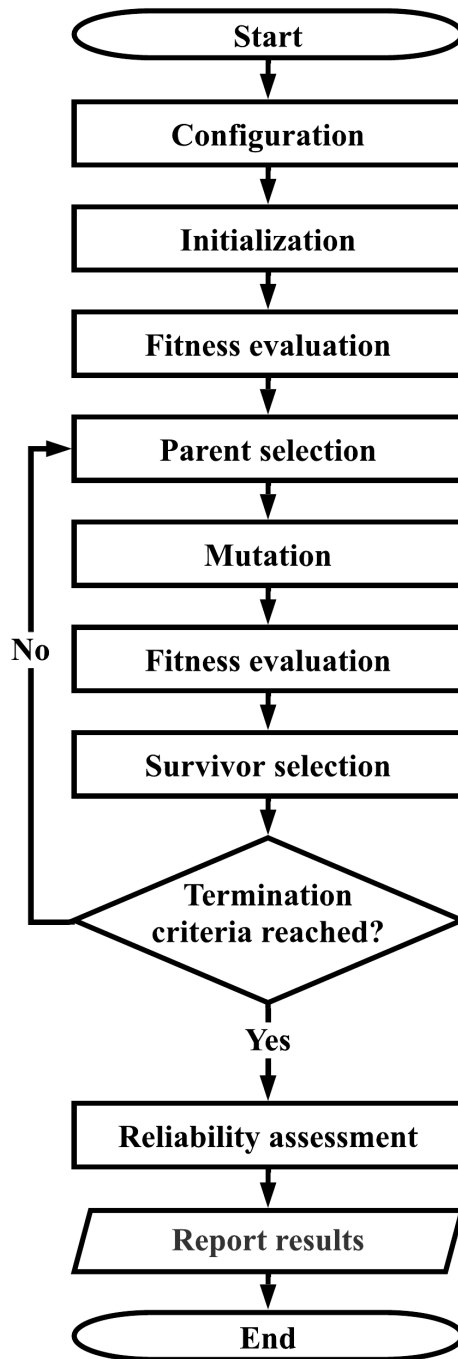 Start
Configuration
Initialization
Fitness evaluation
Parent selection
Mutation
No
Fitness evaluation
Survivor selection
Termination
criteria reached?
Yes
Reliability assessment
Report results
End